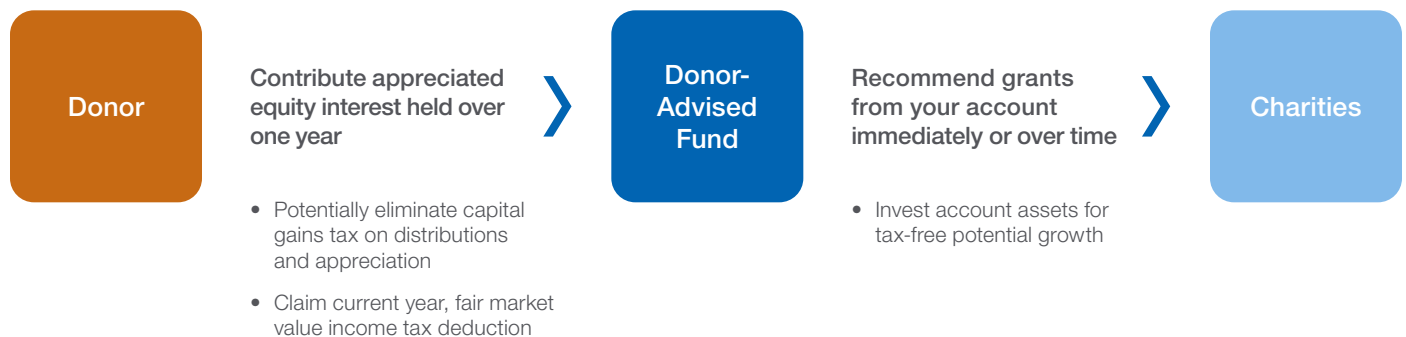 Donor
Contribute appreciated
equity interest held over
one year
• Potentially eliminate capital
gains tax on distributions
and appreciation
• Claim current year, fair market
value income tax deduction
Donor-
Advised
Fund
Recommend grants
from your account
immediately or over time
• Invest account assets for
tax-free potential growth
Charities